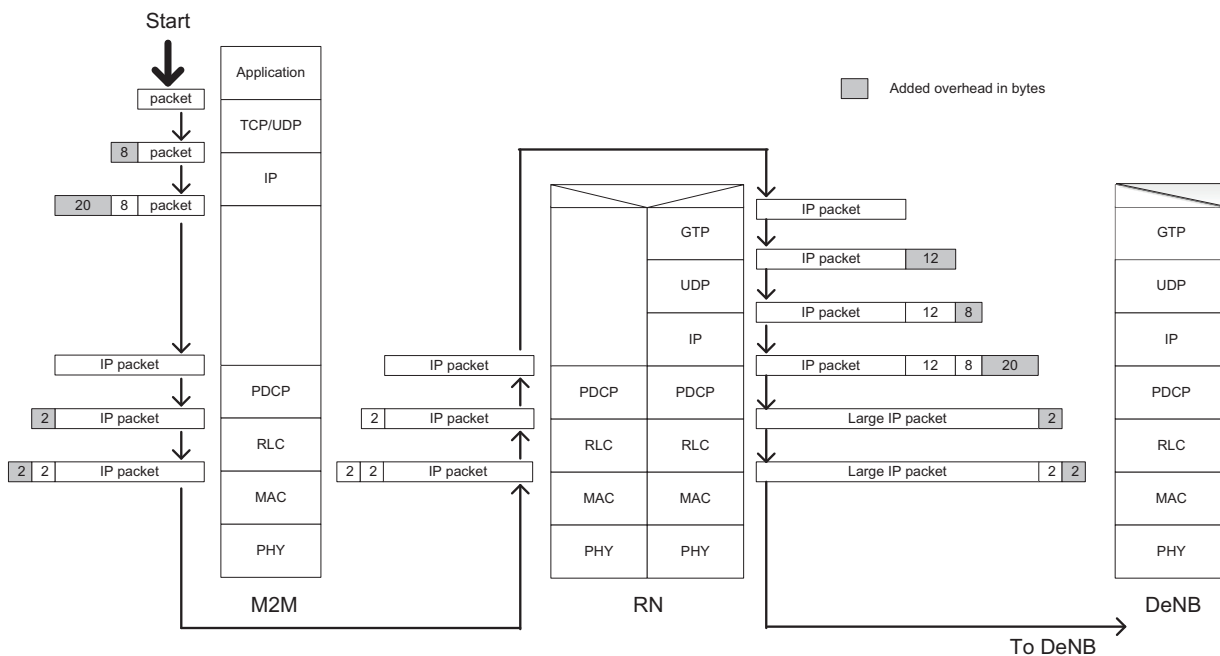 Start
packet
8 packet
20 8 packet
IP packet
2 IP packet
2 2 IP packet
Application
TCP/UDP
IP
PDCP
RLC
MAC
PHY
M2M
IP packet
2 IP packet
2 2 IP packet
GTP
UDP
IP
PDCP PDCP
RLC RLC
MAC MAC
PHY PHY
RN
Added overhead in bytes
IP packet
IP packet 12
IP packet 12 8
IP packet 12 8 20
Large IP packet 2
Large IP packet 2 2
To DeNB
GTP
UDP
IP
PDCP
RLC
MAC
PHY
DeNB